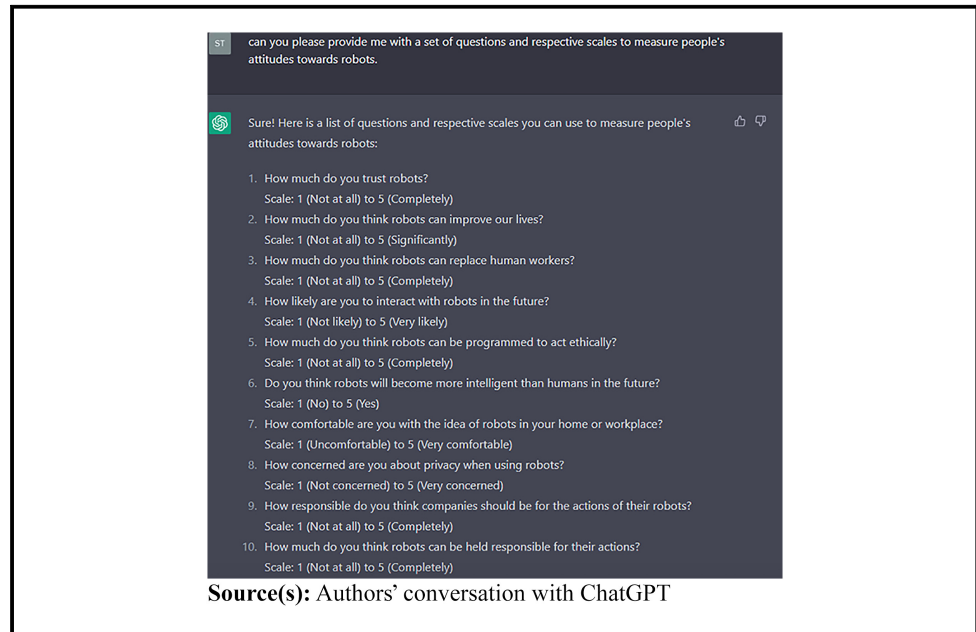 ST
can you please provide me with a set of questions and respective scales to measure people's
attitudes towards robots.
Sure! Here is a list of questions and respective scales you can use to measure people's
attitudes towards robots:
1. How much do you trust robots?
Scale: 1 (Not at all) to 5 (Completely)
2. How much do you think robots can improve our lives?
Scale: 1 (Not at all) to 5 (Significantly)
3. How much do you think robots can replace human workers?
Scale: 1 (Not at all) to 5 (Completely)
4. How likely are you to interact with robots in the future?
Scale: 1 (Not likely) to 5 (Very likely)
5. How much do you think robots can be programmed to act ethically?
Scale: 1 (Not at all) to 5 (Completely)
6. Do you think robots will become more intelligent than humans in the future?
Scale: 1 (No) to 5 (Yes)
7. How comfortable are you with the idea of robots in your home or workplace?
Scale: 1 (Uncomfortable) to 5 (Very comfortable)
8. How concerned are you about privacy when using robots?
Scale: 1 (Not concerned) to 5 (Very concerned)
9. How responsible do you think companies should be for the actions of their robots?
Scale: 1 (Not at all) to 5 (Completely)
10. How much do you think robots can be held responsible for their actions?
Scale: 1 (Not at all) to 5 (Completely)
Source(s): Authors' conversation with ChatGPT